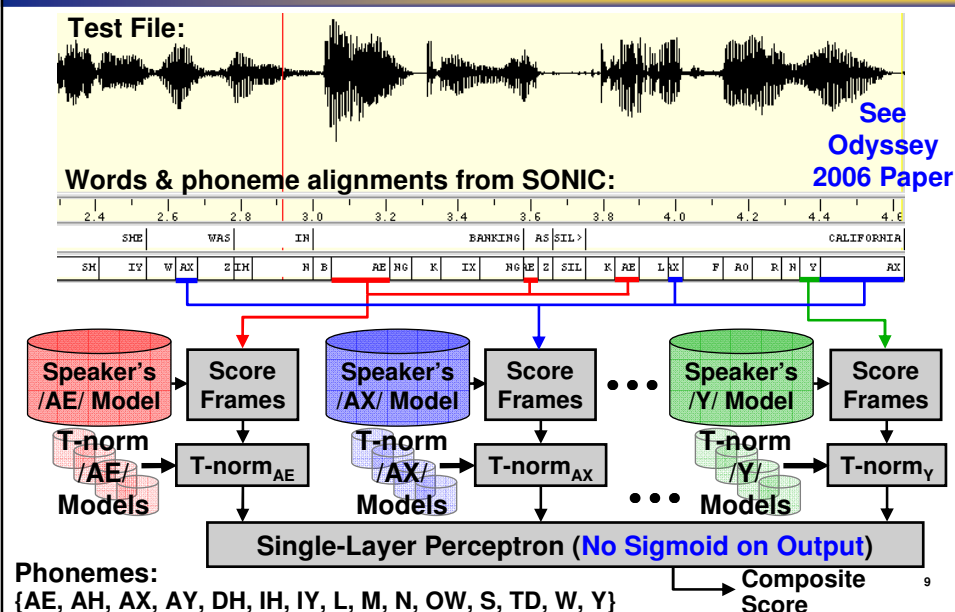 Test File:
See
Odyssey
2006 Paper
Words & phoneme alignments from SONIC:
2.4 2.6 2.8 3.0 3.2 3.4 3.6 3.8 4.0 4.2 4.4 4.6
SHE WAS IN BANKING AS SIL> CALIFORNIA
SH IY W AX Z IH N B AE NG K IX NG AE Z SIL K AE L AX F AO R N Y AX
Speaker's /AE/ Model
Score Frames
Speaker's /AX/ Model
Score Frames
• • •
Speaker's /Y/ Model
Score Frames
T-norm /AE/ Models
T-normAE
T-norm /AX/ Models
T-normAX
• • •
T-norm /Y/ Models
T-normY
Single-Layer Perceptron (No Sigmoid on Output)
Phonemes:
{AE, AH, AX, AY, DH, IH, IY, L, M, N, OW, S, TD, W, Y}
Composite
Score
9